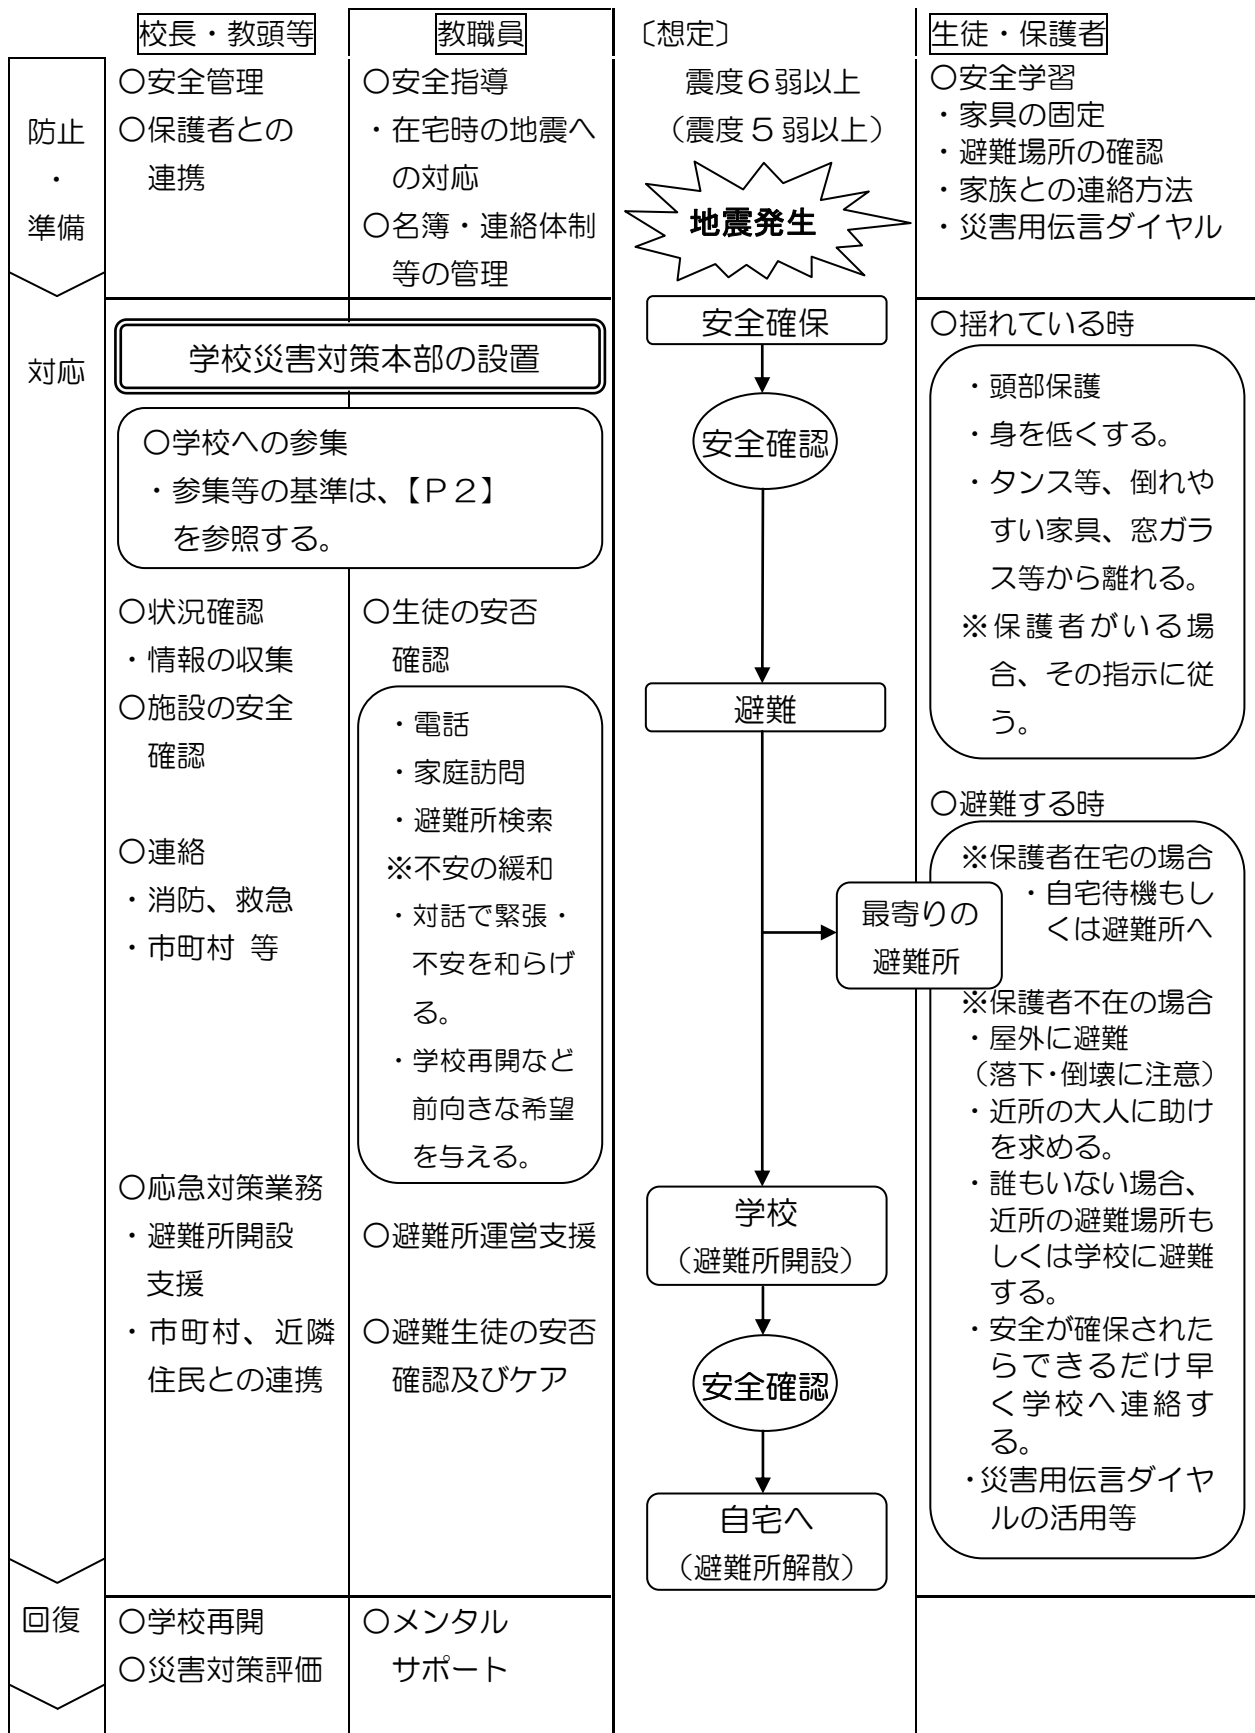 校長・教頭等
教職員
〔想定〕
生徒・保護者
防止
・
準備
〇安全管理
〇保護者との
連携
〇安全指導
・在宅時の地震へ
の対応
〇名簿・連絡体制
等の管理
震度６弱以上
（震度５弱以上）
地震発生
〇安全学習
・家具の固定
・避難場所の確認
・家族との連絡方法
・災害用伝言ダイヤル
対応
学校災害対策本部の設置
〇学校への参集
・参集等の基準は、【Ｐ２】
を参照する。
〇状況確認
・情報の収集
〇施設の安全
確認
〇連絡
・消防、救急
・市町村 等
〇応急対策業務
・避難所開設
支援
・市町村、近隣
住民との連携
〇生徒の安否
確認
・電話
・家庭訪問
・避難所検索
※不安の緩和
・対話で緊張・
不安を和らげ
る。
・学校再開など
前向きな希望
を与える。
〇避難所運営支援
〇避難生徒の安否
確認及びケア
安全確保
安全確認
避難
最寄りの
避難所
学校
（避難所開設）
安全確認
自宅へ
（避難所解散）
〇揺れている時
・頭部保護
・身を低くする。
・タンス等、倒れや
すい家具、窓ガラ
ス等から離れる。
※保護者がいる場
合、その指示に従
う。
〇避難する時
※保護者在宅の場合
・自宅待機もし
くは避難所へ
※保護者不在の場合
・屋外に避難
（落下・倒壊に注意）
・近所の大人に助け
を求める。
・誰もいない場合、
近所の避難場所も
しくは学校に避難
する。
・安全が確保された
らできるだけ早
く学校へ連絡す
る。
・災害用伝言ダイヤ
ルの活用等
回復
〇学校再開
〇災害対策評価
〇メンタル
サポート